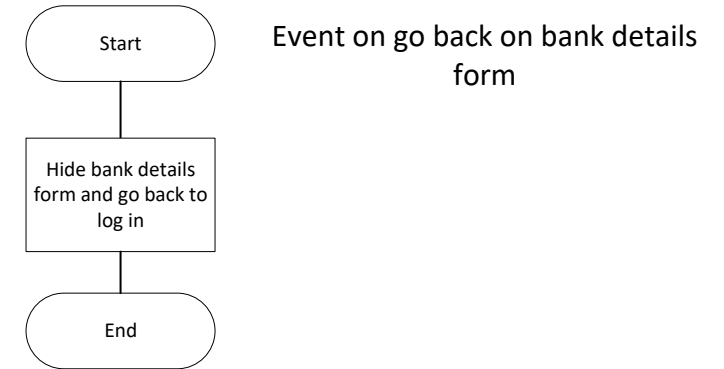 Start
Event on go back on bank details
form
Hide bank details
form and go back to
log in
End